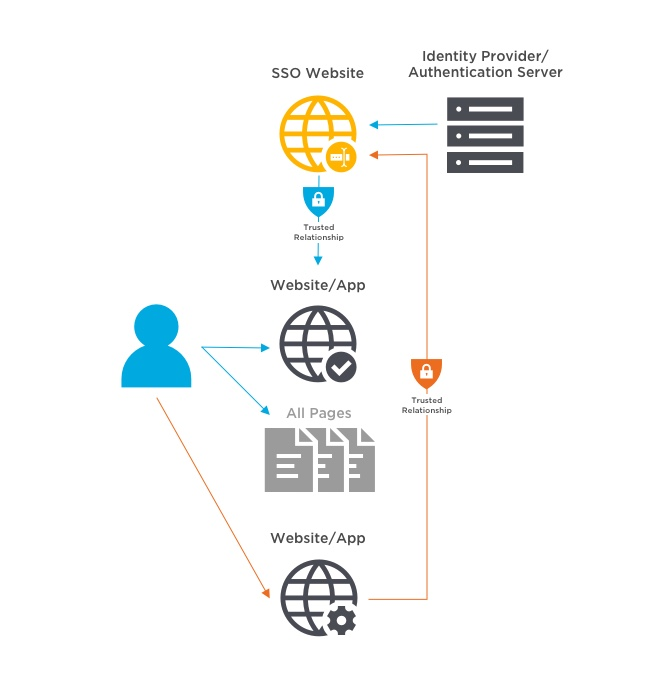 Identity Provider/
Authentication Server
SSO Website
Trusted
Relationship
Website/App
All Pages
Trusted
Relationship
Website/App